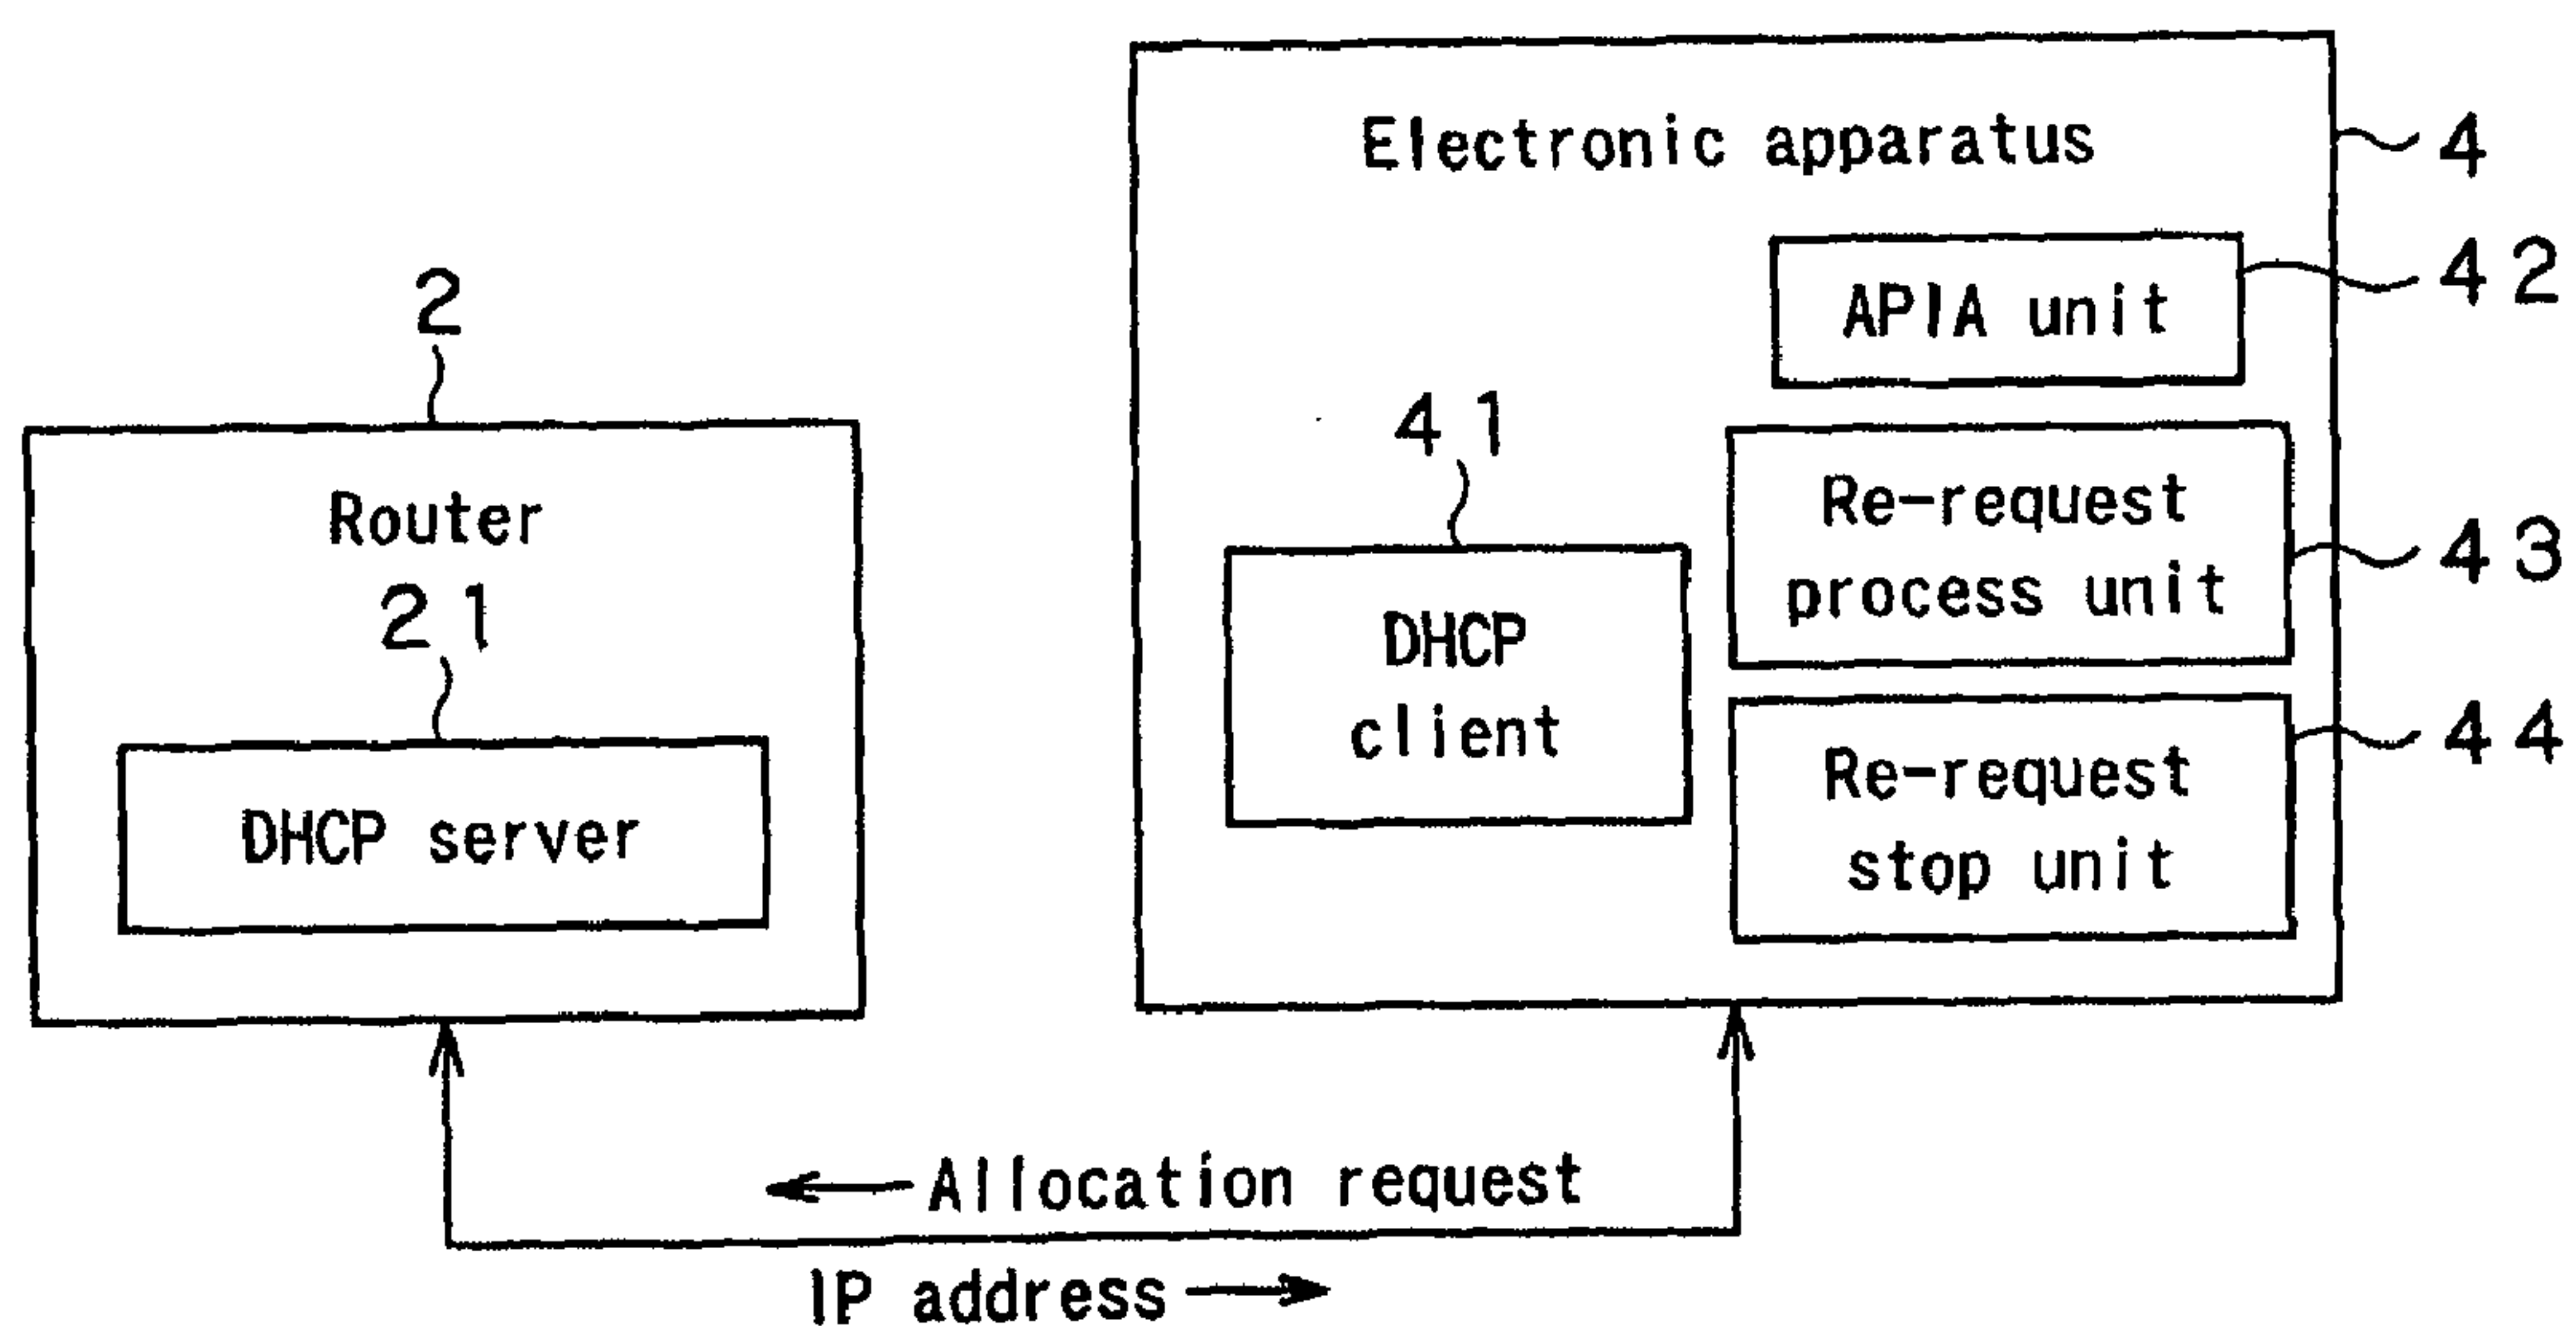 2
Router
21
DHCP server
Electronic apparatus
4
APIA unit
42
41
DHCP
client
Re-request
process unit
43
Re-request
stop unit
44
Allocation request
IP address